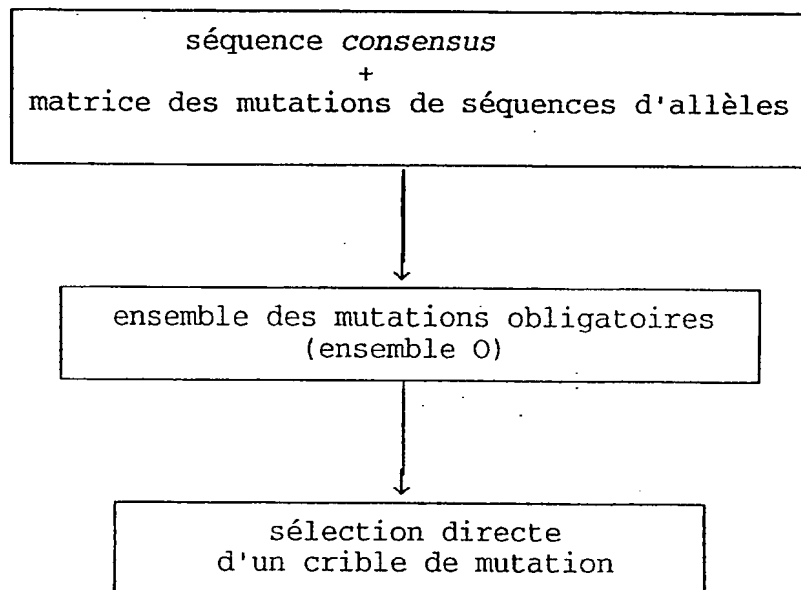 séquence consensus
+
matrice des mutations de séquences d'allèles
ensemble des mutations obligatoires
(ensemble O)
sélection directe
d'un crible de mutation